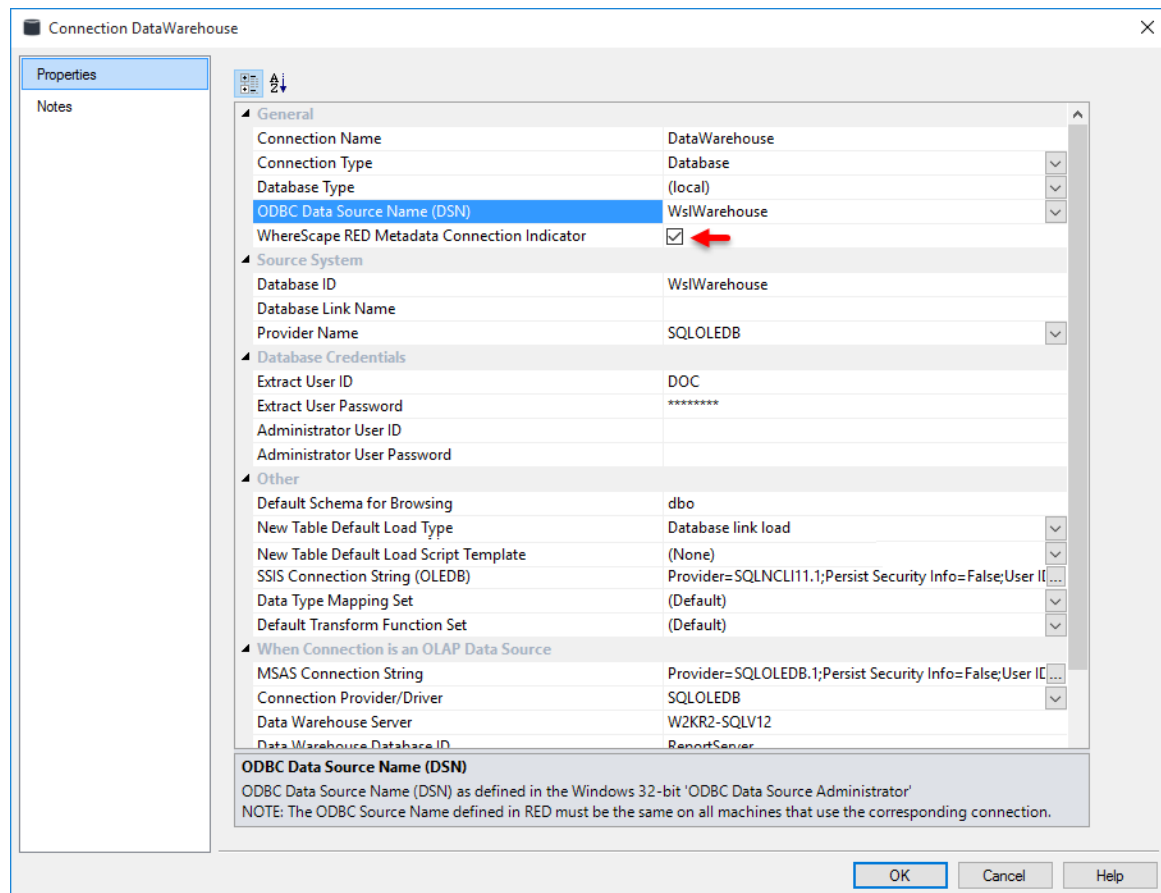 Connection DataWarehouse
Properties
Notes
General
Connection Name DataWarehouse
Connection Type Database
Database Type (local)
ODBC Data Source Name (DSN) WslWarehouse
WhereScape RED Metadata Connection Indicator
Source System
Database ID WslWarehouse
Database Link Name
Provider Name SQLOLEDB
Database Credentials
Extract User ID DOC
Extract User Password ********
Administrator User ID
Administrator User Password
Other
Default Schema for Browsing dbo
New Table Default Load Type Database link load
New Table Default Load Script Template (None)
SSIS Connection String (OLEDB) Provider=SQLNCLI11.1;Persist Security Info=False;User I...
Data Type Mapping Set (Default)
Default Transform Function Set (Default)
When Connection is an OLAP Data Source
MSAS Connection String Provider=SQLOLEDB.1;Persist Security Info=False;User I...
Connection Provider/Driver SQLOLEDB
Data Warehouse Server W2KR2-SQLV12
Data Warehouse Database ID ReportServer
ODBC Data Source Name (DSN)
ODBC Data Source Name (DSN) as defined in the Windows 32-bit 'ODBC Data Source Administrator'
NOTE: The ODBC Source Name defined in RED must be the same on all machines that use the corresponding connection.
OK Cancel Help